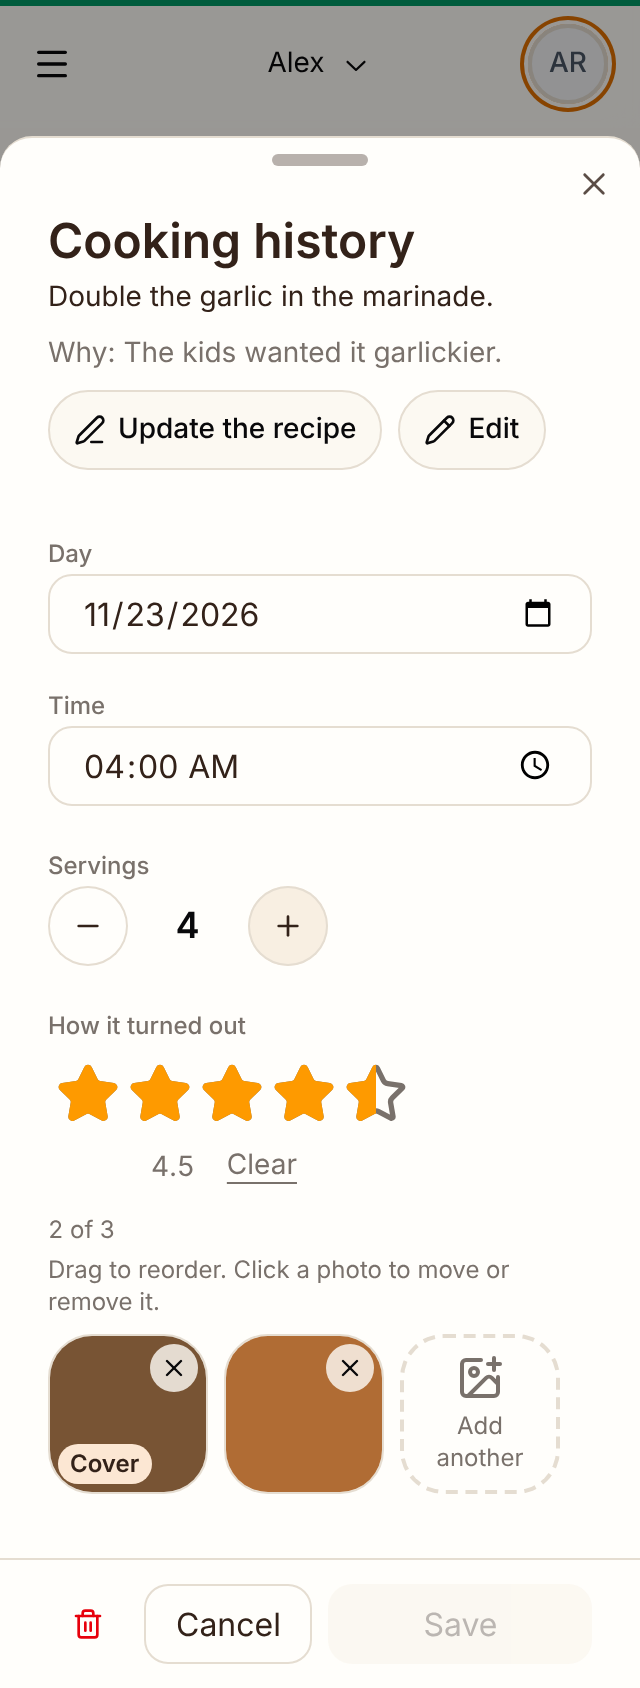 Alex
AR
Cooking history
Double the garlic in the marinade.
Why: The kids wanted it garlickier.
Update the recipe
Edit
Day
11/23/2026
Time
04:00 AM
Servings
4
How it turned out
4.5
Clear
2 of 3
Drag to reorder. Click a photo to move or
remove it.
Cover
Add
another
Cancel
Save